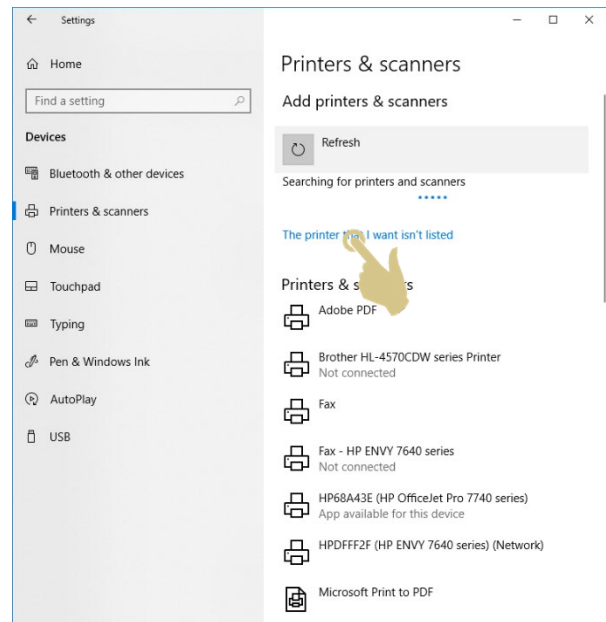 Settings
Home
Find a setting
Devices
Bluetooth & other devices
Printers & scanners
Mouse
Touchpad
Typing
Pen & Windows Ink
AutoPlay
USB
Printers & scanners
Add printers & scanners
Refresh
Searching for printers and scanners
The printer that I want isn't listed
Printers & scanners
Adobe PDF
Brother HL-4570CDW series Printer
Not connected
Fax
Fax - HP ENVY 7640 series
Not connected
HP68A43E (HP OfficeJet Pro 7740 series)
App available for this device
HPDFFF2F (HP ENVY 7640 series) (Network)
Microsoft Print to PDF